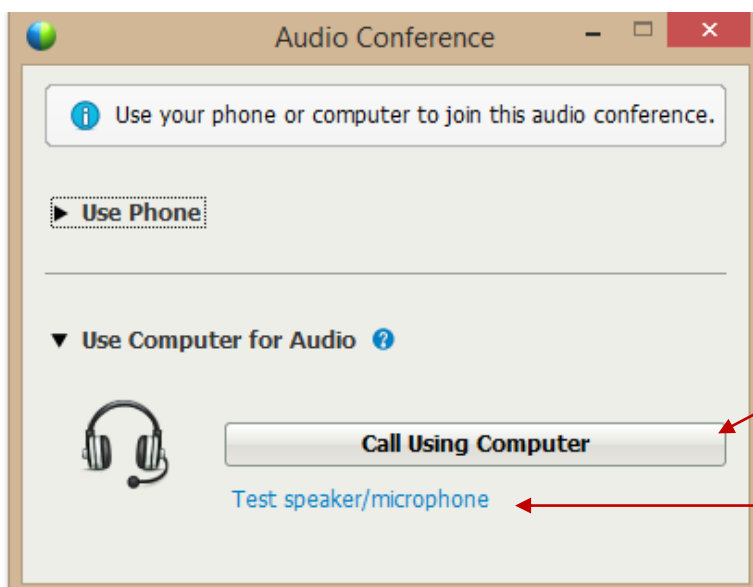 Audio Conference
Use your phone or computer to join this audio conference.
Use Phone
Use Computer for Audio
Call Using Computer
Test speaker/microphone